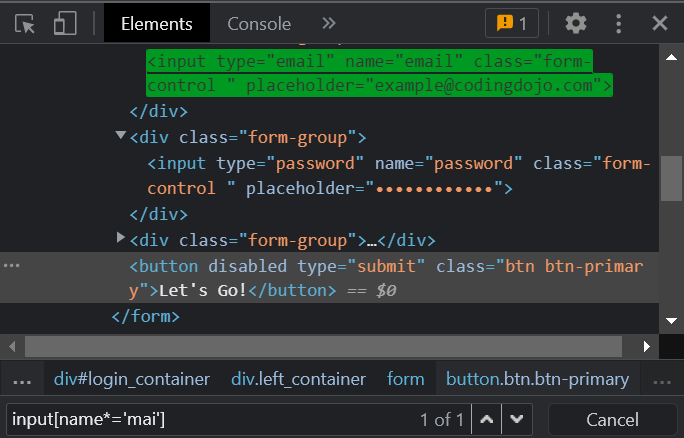 Elements Console » 1
<input type="email" name="email" class="form-
control " placeholder="example@codingdojo.com">
</div>
▼<div class="form-group">
<input type="password" name="password" class="form-
control " placeholder="••••••••••••">
</div>
▶<div class="form-group">…</div>
<button disabled type="submit" class="btn btn-primar
y">Let's Go!</button> == $0
</form>
… div#login_container div.left_container form button.btn.btn-primary …
input[name*='mai'] 1 of 1 Cancel